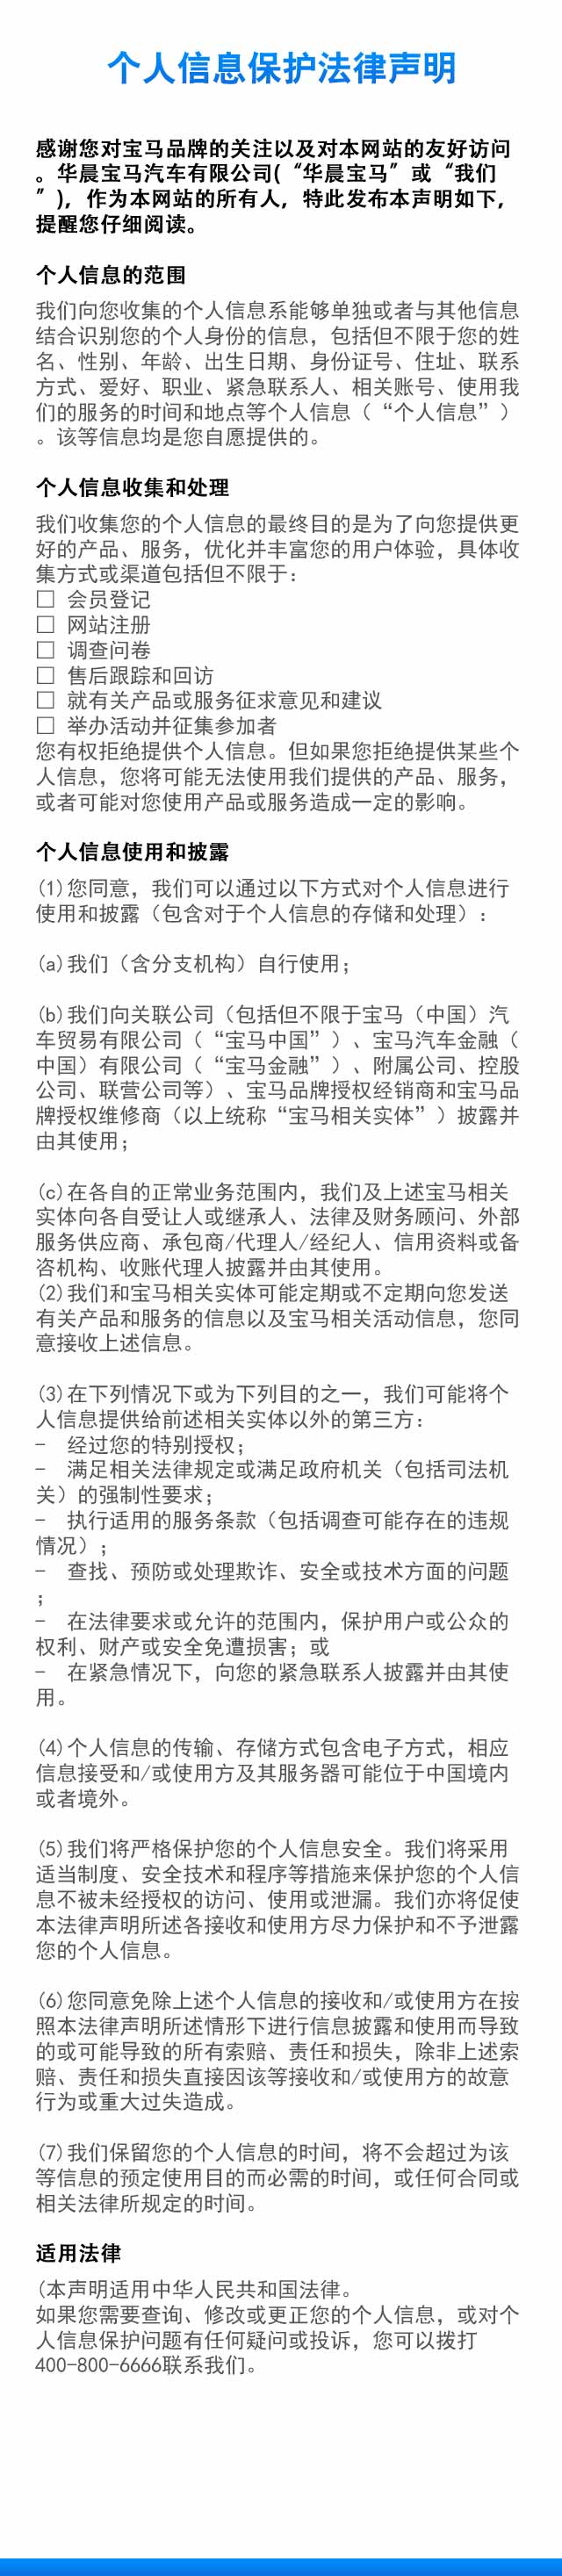 个人信息保护法律声明
感谢您对宝马品牌的关注以及对本网站的友好访问
。华晨宝马汽车有限公司(“华晨宝马”或“我们
”)，作为本网站的所有人，特此发布本声明如下，
提醒您仔细阅读。
个人信息的范围
我们向您收集的个人信息系能够单独或者与其他信息
结合识别您的个人身份的信息，包括但不限于您的姓
名、性别、年龄、出生日期、身份证号、住址、联系
方式、爱好、职业、紧急联系人、相关账号、使用我
们的服务的时间和地点等个人信息（“个人信息”）
。该等信息均是您自愿提供的。
个人信息收集和处理
我们收集您的个人信息的最终目的是为了向您提供更
好的产品、服务，优化并丰富您的用户体验，具体收
集方式或渠道包括但不限于：
□ 会员登记
□ 网站注册
□ 调查问卷
□ 售后跟踪和回访
□ 就有关产品或服务征求意见和建议
□ 举办活动并征集参加者
您有权拒绝提供个人信息。但如果您拒绝提供某些个
人信息，您将可能无法使用我们提供的产品、服务，
或者可能对您使用产品或服务造成一定的影响。
个人信息使用和披露
(1)您同意，我们可以通过以下方式对个人信息进行
使用和披露（包含对于个人信息的存储和处理）：
(a)我们（含分支机构）自行使用；
(b)我们向关联公司（包括但不限于宝马（中国）汽
车贸易有限公司（“宝马中国”）、宝马汽车金融（
中国）有限公司（“宝马金融”）、附属公司、控股
公司、联营公司等）、宝马品牌授权经销商和宝马品
牌授权维修商（以上统称“宝马相关实体”）披露并
由其使用；
(c)在各自的正常业务范围内，我们及上述宝马相关
实体向各自受让人或继承人、法律及财务顾问、外部
服务供应商、承包商/代理人/经纪人、信用资料或备
咨机构、收账代理人披露并由其使用。
(2)我们和宝马相关实体可能定期或不定期向您发送
有关产品和服务的信息以及宝马相关活动信息，您同
意接收上述信息。
(3)在下列情况下或为下列目的之一，我们可能将个
人信息提供给前述相关实体以外的第三方：
- 经过您的特别授权；
- 满足相关法律规定或满足政府机关（包括司法机
关）的强制性要求；
- 执行适用的服务条款（包括调查可能存在的违规
情况）；
- 查找、预防或处理欺诈、安全或技术方面的问题
；
- 在法律要求或允许的范围内，保护用户或公众的
权利、财产或安全免遭损害；或
- 在紧急情况下，向您的紧急联系人披露并由其使
用。
(4)个人信息的传输、存储方式包含电子方式，相应
信息接受和/或使用方及其服务器可能位于中国境内
或者境外。
(5)我们将严格保护您的个人信息安全。我们将采用
适当制度、安全技术和程序等措施来保护您的个人信
息不被未经授权的访问、使用或泄漏。我们亦将促使
本法律声明所述各接收和使用方尽力保护和不予泄露
您的个人信息。
(6)您同意免除上述个人信息的接收和/或使用方在按
照本法律声明所述情形下进行信息披露和使用而导致
的或可能导致的所有索赔、责任和损失，除非上述索
赔、责任和损失直接因该等接收和/或使用方的故意
行为或重大过失造成。
(7)我们保留您的个人信息的时间，将不会超过为该
等信息的预定使用目的而必需的时间，或任何合同或
相关法律所规定的时间。
适用法律
(本声明适用中华人民共和国法律。
如果您需要查询、修改或更正您的个人信息，或对个
人信息保护问题有任何疑问或投诉，您可以拨打
400-800-6666联系我们。